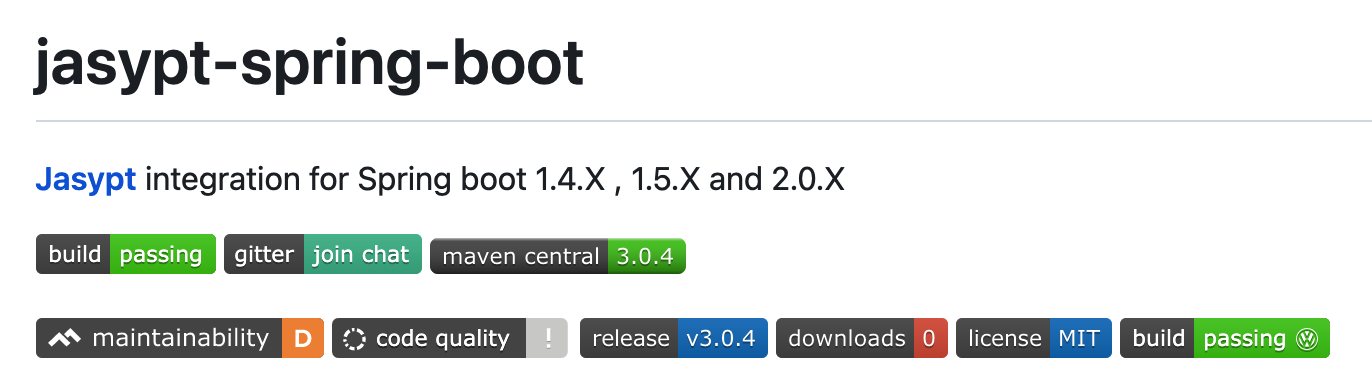 jasypt-spring-boot
Jasypt integration for Spring boot 1.4.X , 1.5.X and 2.0.X
build passing gitter join chat maven central 3.0.4
maintainability D code quality ! release v3.0.4 downloads 0 license MIT build passing